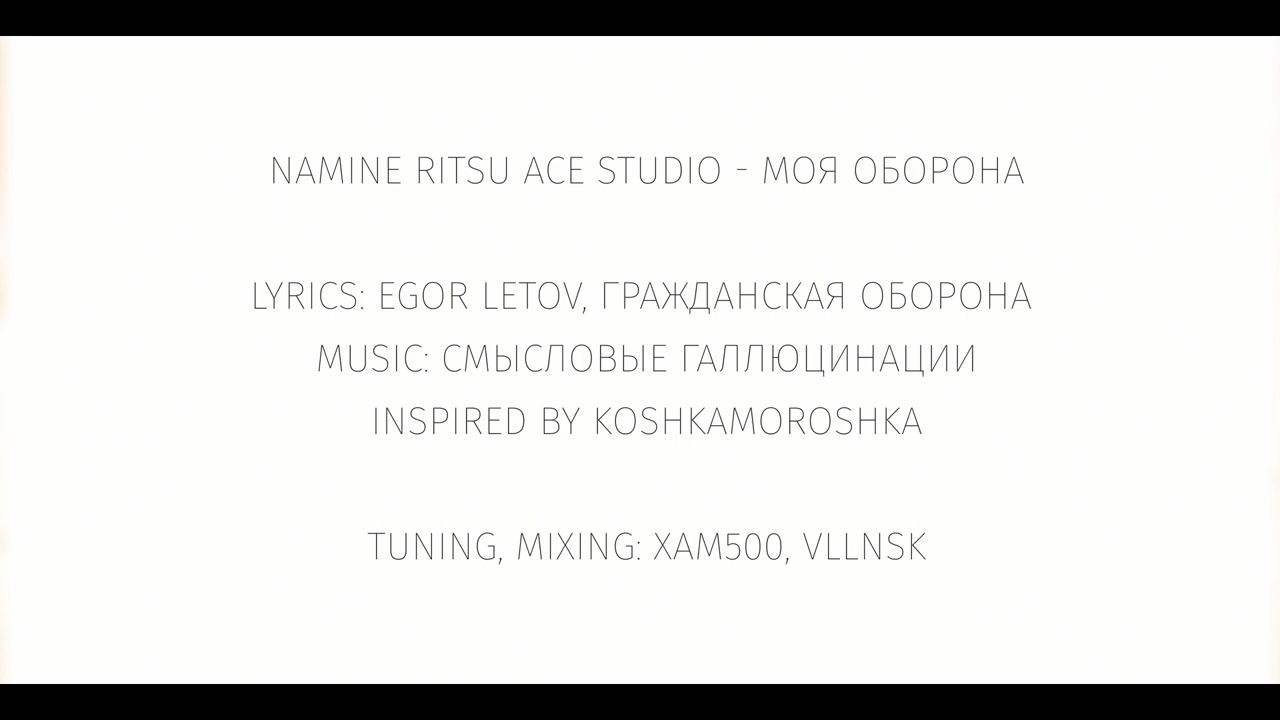 NAMINE RITSU ACE STUDIO - МОЯ ОБОРОНА
LYRICS: EGOR LETOV, ГРАЖДАНСКАЯ ОБОРОНА
MUSIC: СМЫСЛОВЫЕ ГАЛЛЮЦИНАЦИИ
INSPIRED BY KOSHKAMOROSHKA
TUNING, MIXING: XAM500, VLLNSK